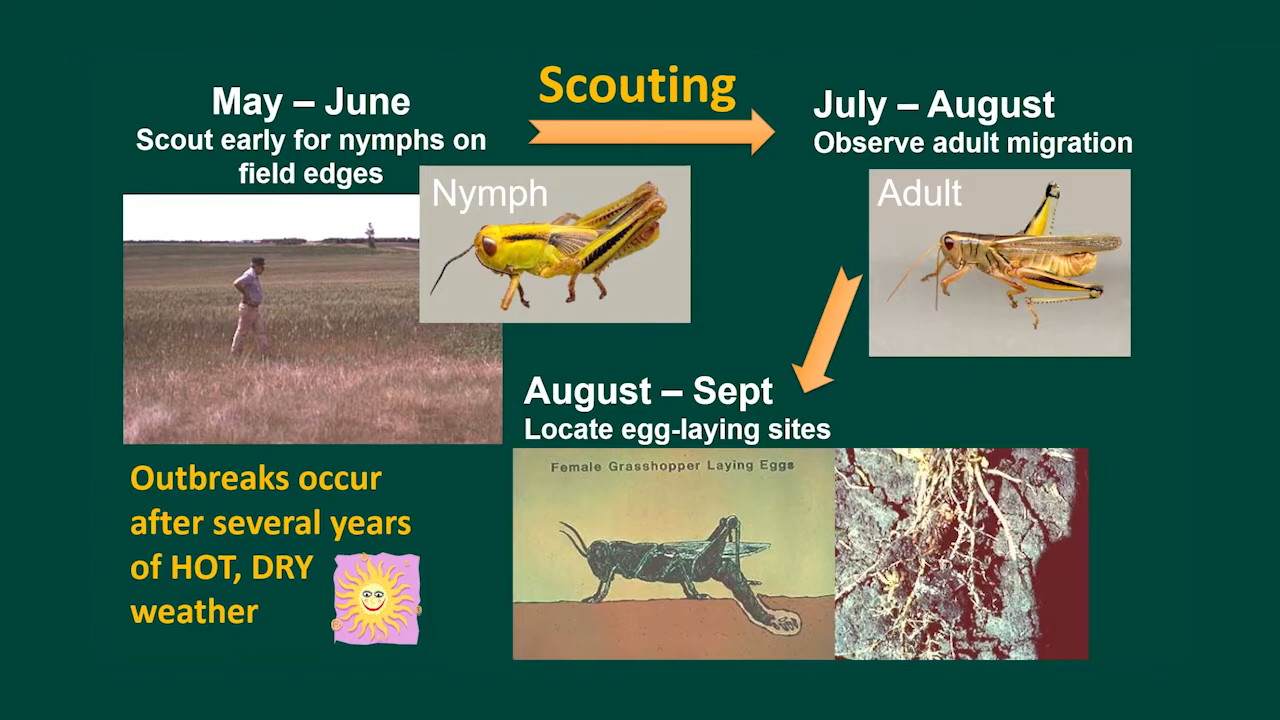 Scouting
May – June
Scout early for nymphs on
field edges
Nymph
July – August
Observe adult migration
Adult
August – Sept
Locate egg-laying sites
Female Grasshopper Laying Eggs
Outbreaks occur
after several years
of HOT, DRY
weather